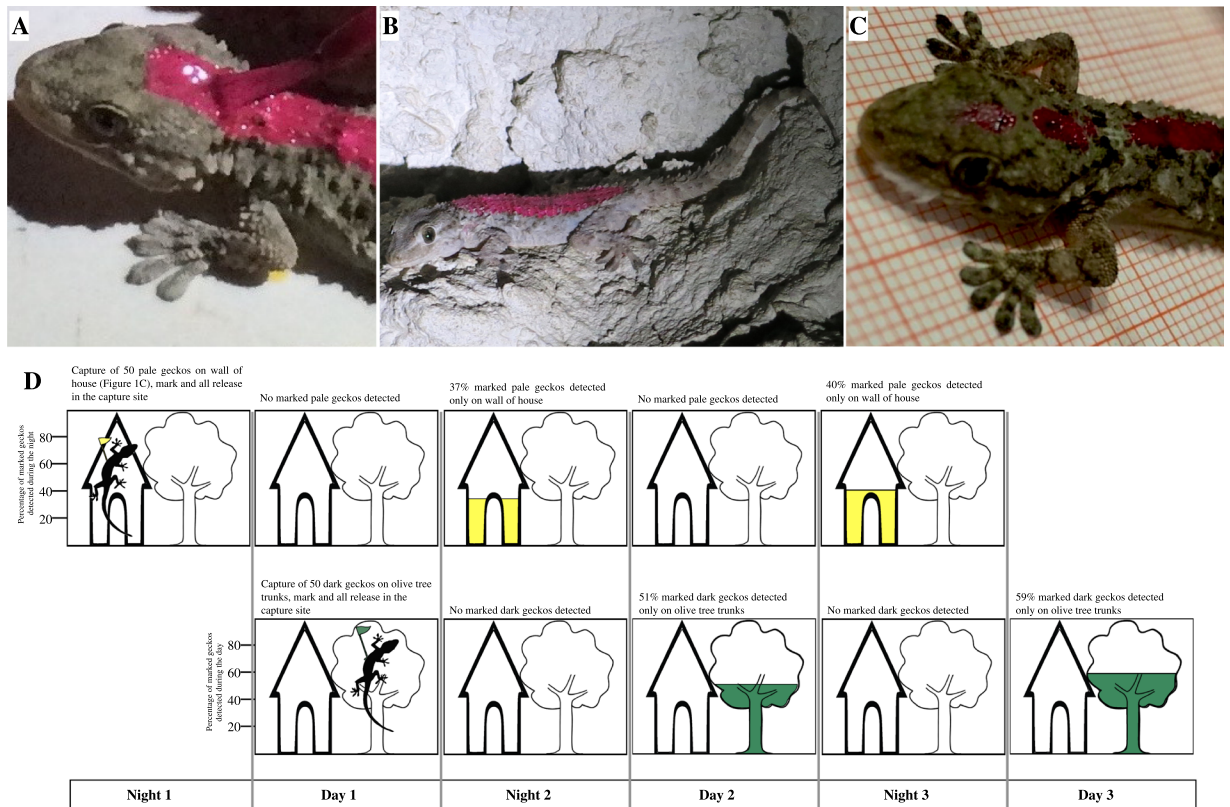 A
B
C
D
Capture of 50 pale geckos on wall of
house (Figure 1C), mark and all release
in the capture site
No marked pale geckos detected
37% marked pale geckos detected
only on wall of house
No marked pale geckos detected
40% marked pale geckos detected
only on wall of house
Percentage of marked geckos
detected during the night
80
60
40
20
Capture of 50 dark geckos on olive tree
trunks, mark and all release in the
capture site
No marked dark geckos detected
51% marked dark geckos detected
only on olive tree trunks
No marked dark geckos detected
59% marked dark geckos detected
only on olive tree trunks
Percentage of marked geckos
detected during the day
80
60
40
20
Night 1
Day 1
Night 2
Day 2
Night 3
Day 3